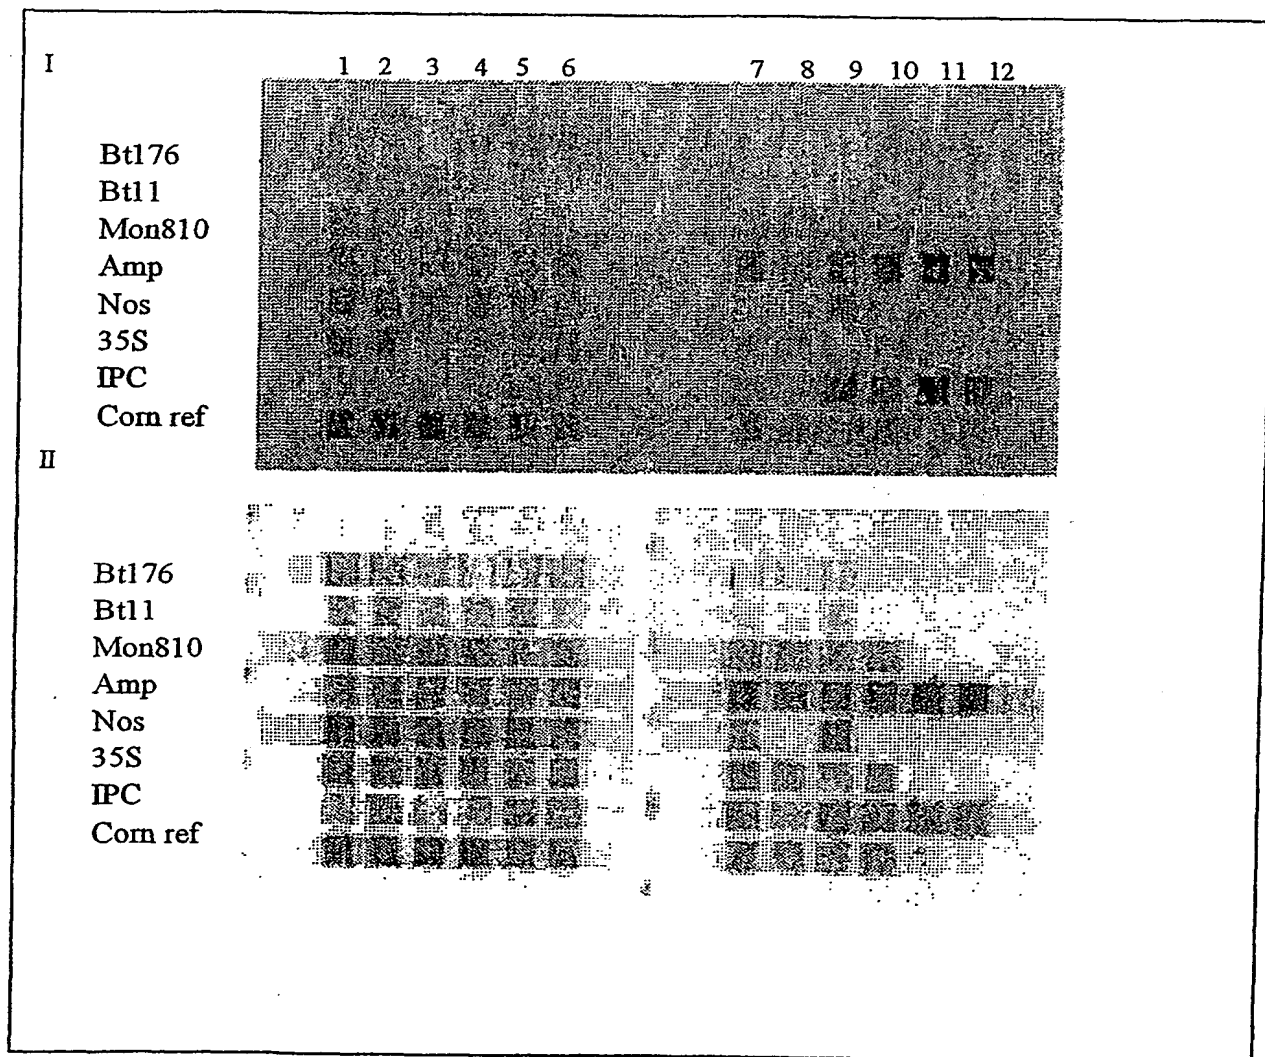 I
1 2 3 4 5 6 7 8 9 10 11 12
Bt176
Bt11
Mon810
Amp
Nos
35S
IPC
Corn ref
II
Bt176
Bt11
Mon810
Amp
Nos
35S
IPC
Corn ref